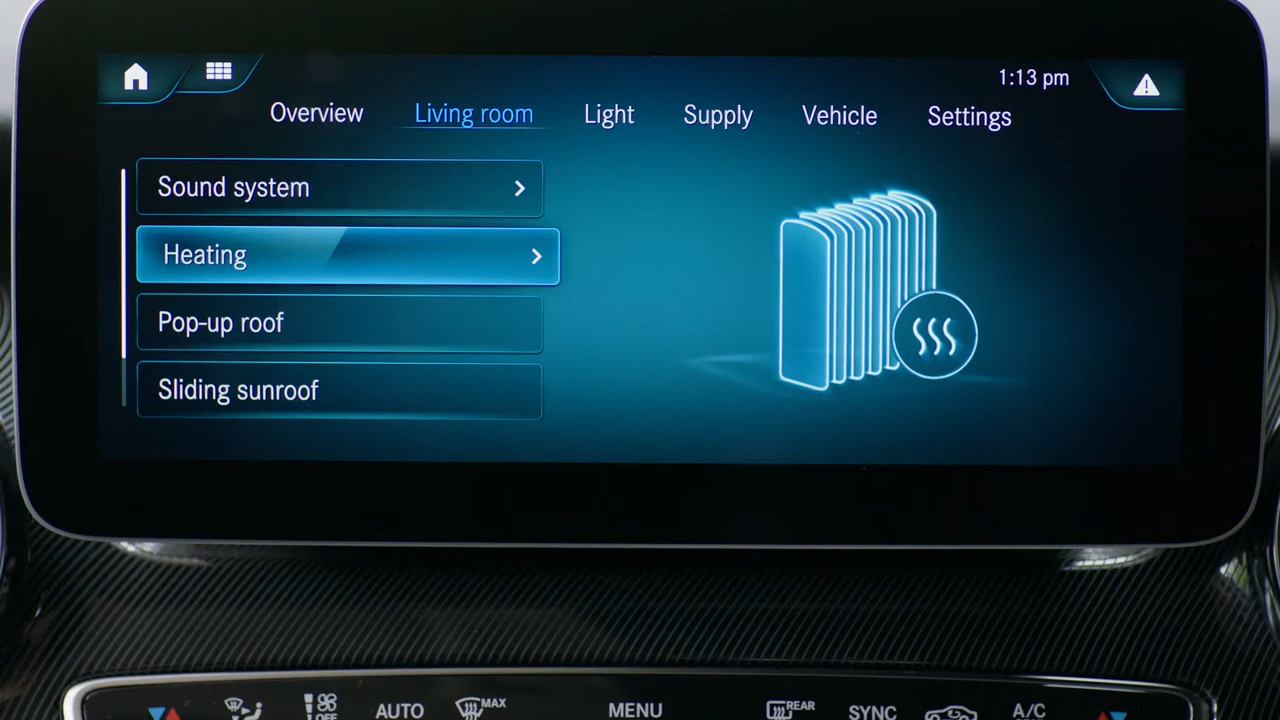 1:13 pm
Overview Living room Light Supply Vehicle Settings
Sound system
Heating
Pop-up roof
Sliding sunroof
OFF AUTO MAX MENU REAR SYNC A/C